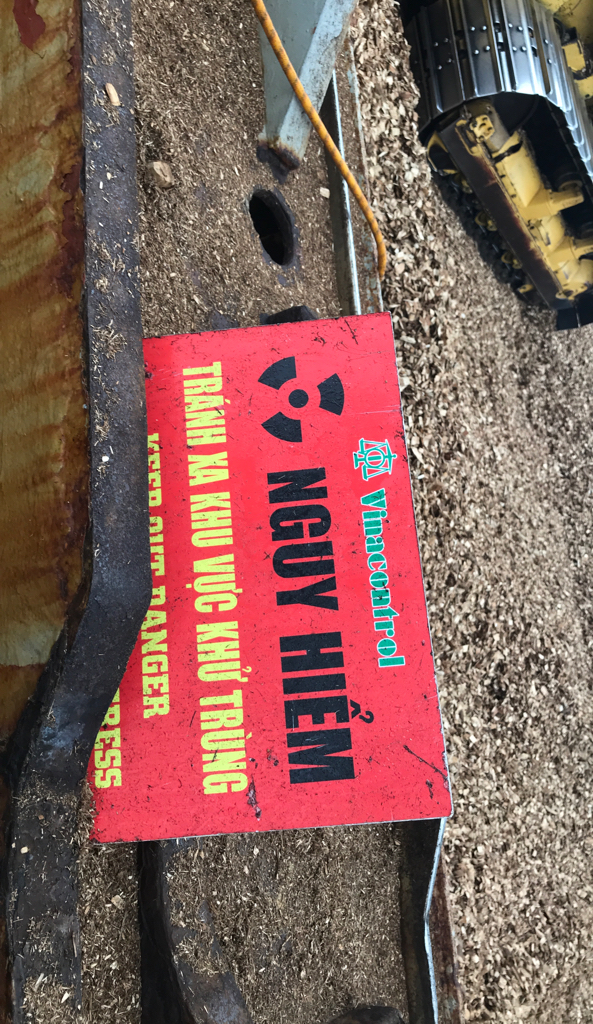 Vinacontrol
NGUY HIỂM
TRÁNH XA KHU VỰC KHỬ TRÙNG
KEEP OUT DANGER